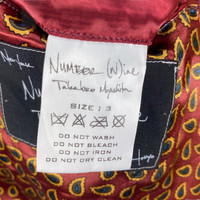 NUMBER (N)ine
Takahiro Miyashita
SIZE : 3
DO NOT WASH
DO NOT BLEACH
DO NOT IRON
DO NOT DRY CLEAN